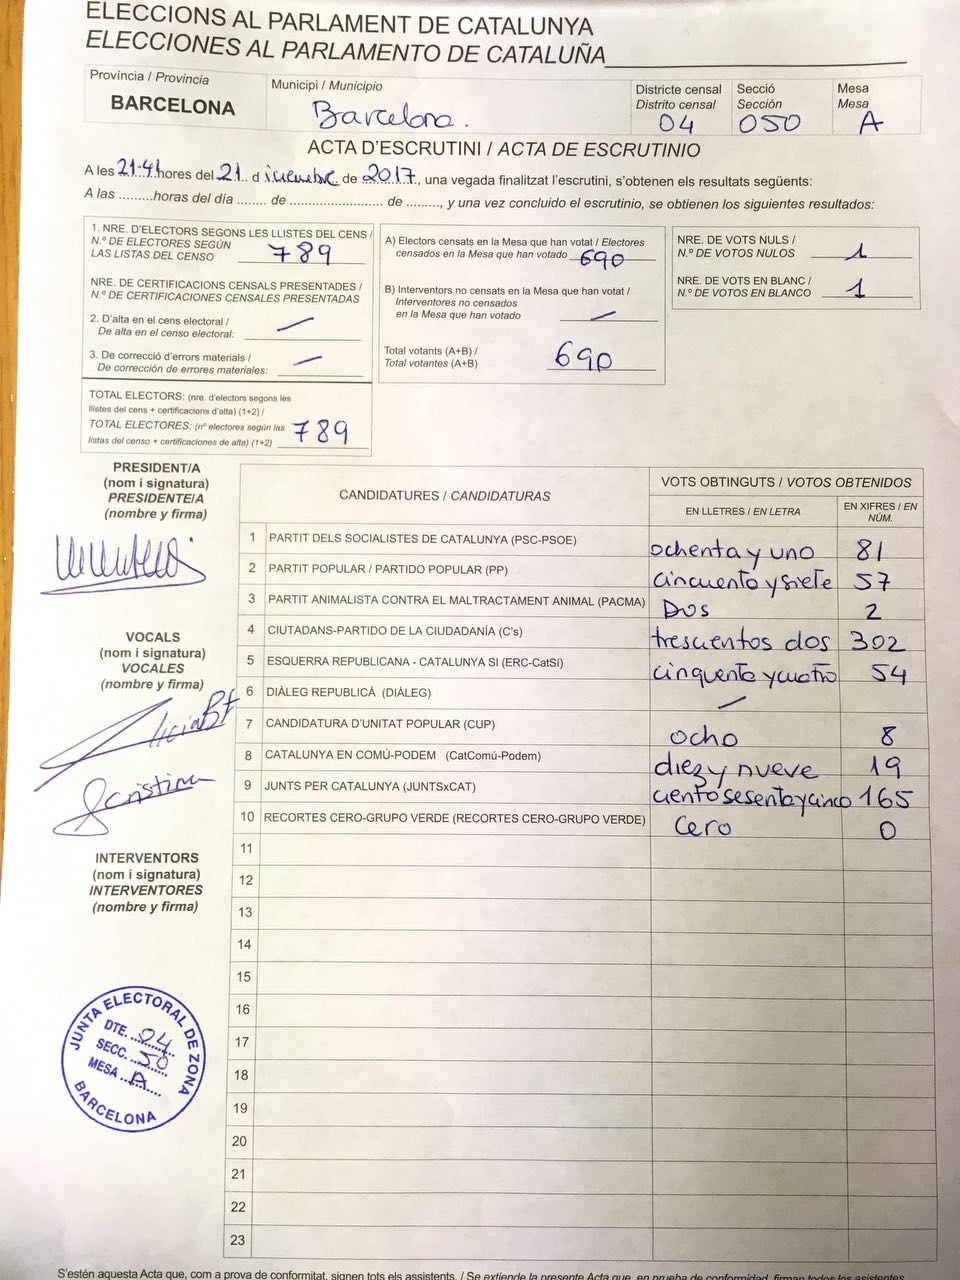 ELECCIONS AL PARLAMENT DE CATALUNYA
ELECCIONES AL PARLAMENTO DE CATALUÑA
Província / Provincia
BARCELONA
Municipi / Municipio
Barcelona.
Districte censal
Distrito censal
04
Secció
Sección
050
Mesa
Mesa
A
ACTA D'ESCRUTINI / ACTA DE ESCRUTINIO
A les 21:41 hores del 21 d iciembre de 2017, una vegada finalitzat l'escrutini, s'obtenen els resultats següents:
A las .........horas del día ........ de .......................... de ........., y una vez concluido el escrutinio, se obtienen los siguientes resultados:
1. NRE. D'ELECTORS SEGONS LES LLISTES DEL CENS /
N.º DE ELECTORES SEGÚN
LAS LISTAS DEL CENSO 789
NRE. DE CERTIFICACIONS CENSALS PRESENTADES /
N.º DE CERTIFICACIONES CENSALES PRESENTADAS
2. D'alta en el cens electoral /
De alta en el censo electoral: —
3. De correcció d'errors materials /
De corrección de errores materiales: —
TOTAL ELECTORS: (nre. d'electors segons les
llistes del cens + certificacions d'alta) (1+2) /
TOTAL ELECTORES: (nº electores según las
listas del censo + certificaciones de alta) (1+2) 789
A) Electors censats en la Mesa que han votat / Electores
censados en la Mesa que han votado 690
B) Interventors no censats en la Mesa que han votat /
Interventores no censados
en la Mesa que han votado —
Total votants (A+B) /
Total votantes (A+B) 690
NRE. DE VOTS NULS /
N.º DE VOTOS NULOS 1
NRE. DE VOTS EN BLANC /
N.º DE VOTOS EN BLANCO 1
PRESIDENT/A
(nom i signatura)
PRESIDENTE/A
(nombre y firma)
VOCALS
(nom i signatura)
VOCALES
(nombre y firma)
Cristina
INTERVENTORS
(nom i signatura)
INTERVENTORES
(nombre y firma)
JUNTA ELECTORAL DE ZONA
DTE. 04
SECC. 50
MESA A
BARCELONA
CANDIDATURES / CANDIDATURAS
VOTS OBTINGUTS / VOTOS OBTENIDOS
EN LLETRES / EN LETRA
EN XIFRES / EN NÚM.
1 PARTIT DELS SOCIALISTES DE CATALUNYA (PSC-PSOE) ochenta y uno 81
2 PARTIT POPULAR / PARTIDO POPULAR (PP) cincuenta y siete 57
3 PARTIT ANIMALISTA CONTRA EL MALTRACTAMENT ANIMAL (PACMA) Dos 2
4 CIUTADANS-PARTIDO DE LA CIUDADANÍA (C's) trescuentos dos 302
5 ESQUERRA REPUBLICANA - CATALUNYA SI (ERC-CatSí) cinquenta y cuatro 54
6 DIÀLEG REPUBLICÀ (DIÀLEG) —
7 CANDIDATURA D'UNITAT POPULAR (CUP) ocho 8
8 CATALUNYA EN COMÚ-PODEM (CatComú-Podem) diez y nueve 19
9 JUNTS PER CATALUNYA (JUNTSxCAT) ciento sesenta y cinco 165
10 RECORTES CERO-GRUPO VERDE (RECORTES CERO-GRUPO VERDE) Cero 0
11
12
13
14
15
16
17
18
19
20
21
22
23
S'estén aquesta Acta que, com a prova de conformitat, signen tots els assistents. / Se extiende la presente Acta que, en prueba de conformidad, firman todos los asistentes